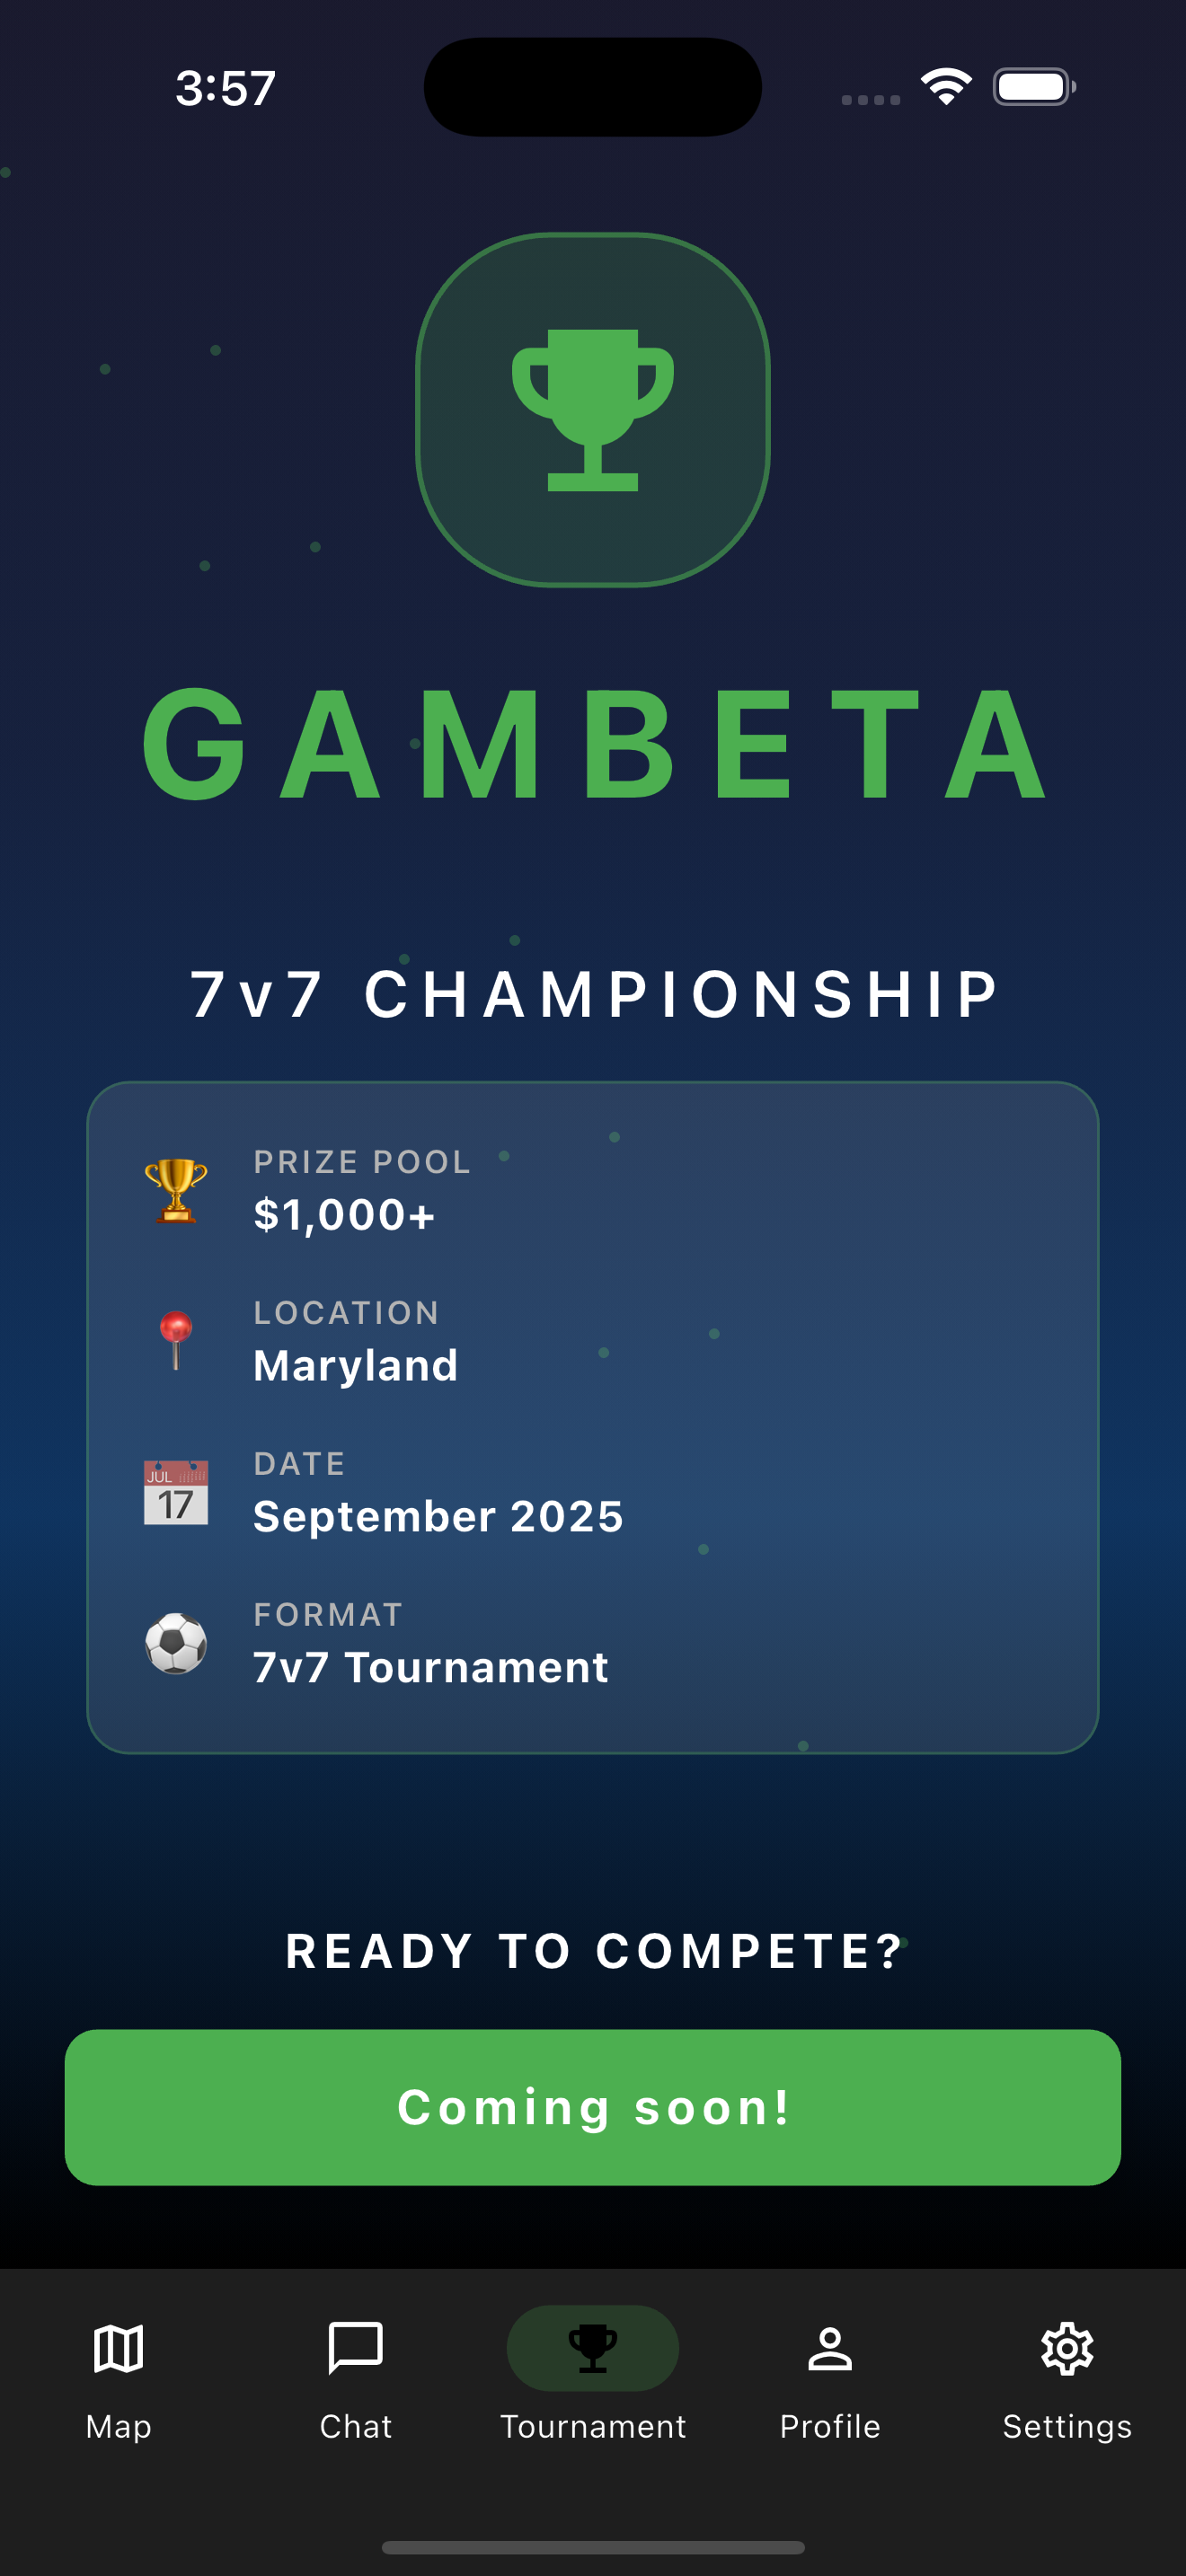 3:57
GAMBETA
7v7 CHAMPIONSHIP
PRIZE POOL
$1,000+
LOCATION
Maryland
DATE
JUL
17
September 2025
FORMAT
7v7 Tournament
READY TO COMPETE?
Coming soon!
Map
Chat
Tournament
Profile
Settings